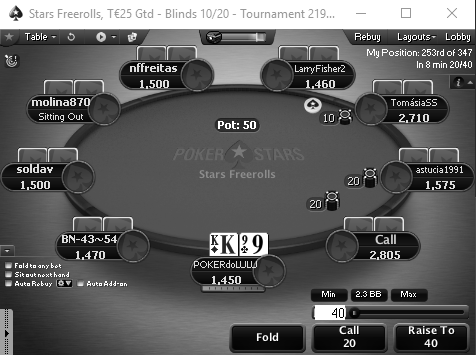 Stars Freerolls, T€25 Gtd - Blinds 10/20 - Tournament 219...
Table
Rebuy
Layouts
Lobby
My Position: 253rd of 347
In 8 min 20/40
nffreitas
1,500
LarryFisher2
1,460
molina870
Sitting Out
TomásiaSS
2,710
10
Pot: 50
POKER STARS
Stars Freerolls
soldav
1,500
astucia1991
1,575
20
20
BN-43~54
1,470
K K 9 9
Call
2,805
POKERdoLULU
1,450
Fold to any bet
Sit out next hand
Auto Rebuy
Auto Add-on
Min
2.3 BB
Max
40
Fold
Call
20
Raise To
40